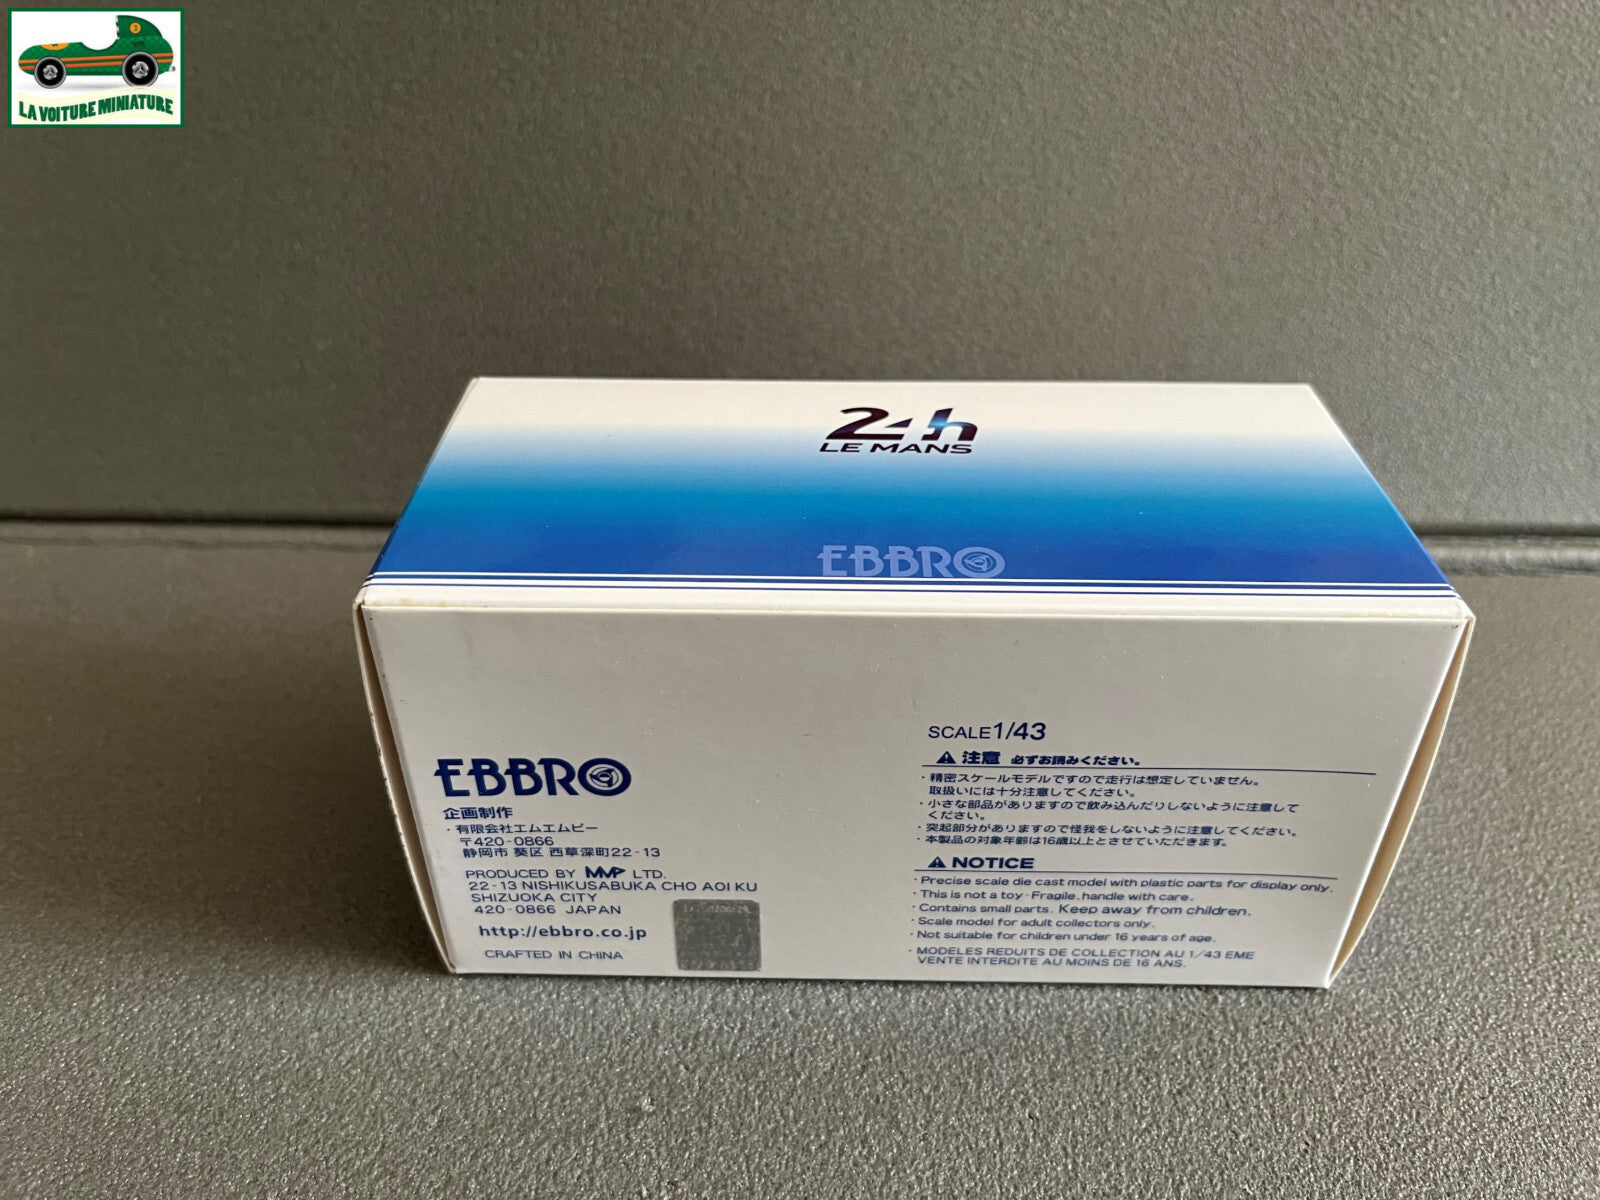 LA VOITURE MINIATURE
24h
LE MANS
EBBRO
EBBRO
企画制作
・有限会社エムエムピー
〒420-0866
静岡市 葵区 西草深町22-13
PRODUCED BY MMP LTD.
22-13 NISHIKUSABUKA CHO AOI KU
SHIZUOKA CITY
420-0866 JAPAN
http://ebbro.co.jp
CRAFTED IN CHINA
SCALE1/43
注意 必ずお読みください。
・精密スケールモデルですので走行は想定していません。
取扱いには十分注意してください。
・小さな部品がありますので飲み込んだりしないように注意して
ください。
・突起部分がありますので怪我をしないように注意してください。
・本製品の対象年齢は16歳以上とさせていただきます。
NOTICE
・Precise scale die cast model with plastic parts for display only.
・This is not a toy-Fragile, handle with care.
・Contains small parts. Keep away from children.
・Scale model for adult collectors only.
・Not suitable for children under 16 years of age.
・MODELES REDUITS DE COLLECTION AU 1/43 EME
VENTE INTERDITE AU MOINS DE 16 ANS.